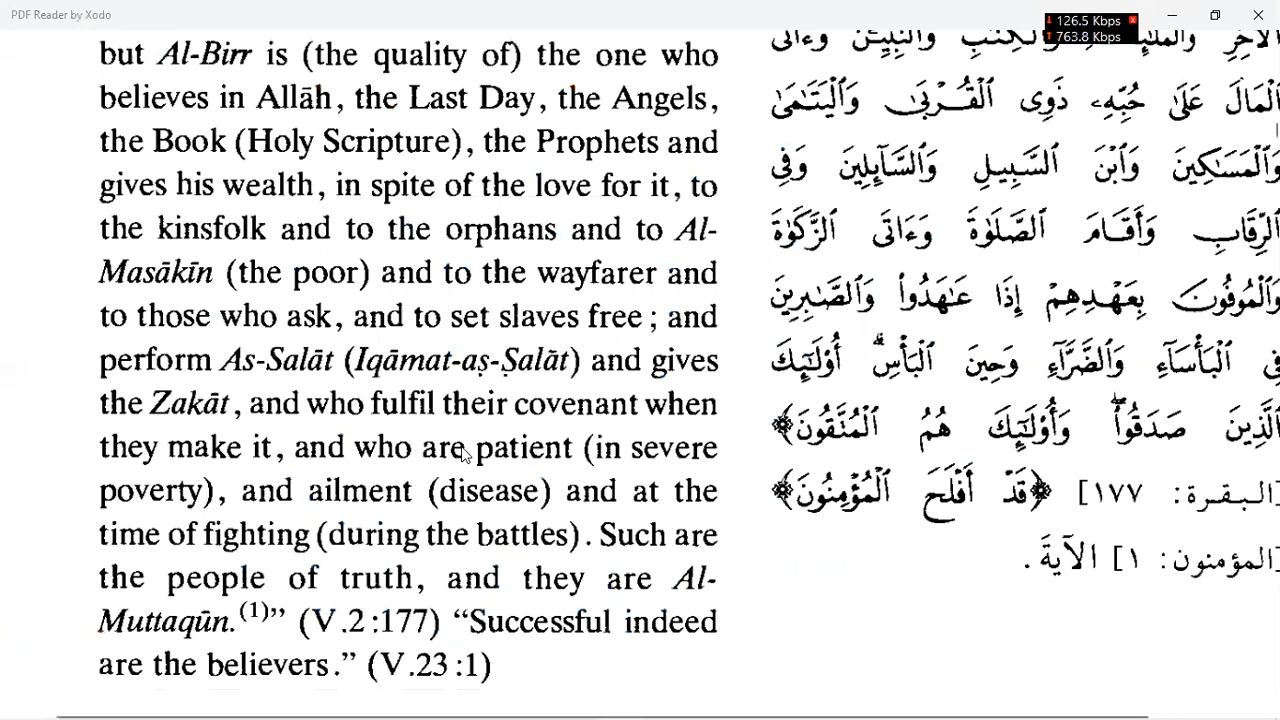 PDF Reader by Xodo
126.5 Kbps
763.8 Kbps
but Al-Birr is (the quality of) the one who
believes in Allāh, the Last Day, the Angels,
the Book (Holy Scripture), the Prophets and
gives his wealth, in spite of the love for it, to
the kinsfolk and to the orphans and to Al-
Masākīn (the poor) and to the wayfarer and
to those who ask, and to set slaves free; and
perform As-Salāt (Iqāmat-aṣ-Ṣalāt) and gives
the Zakāt, and who fulfil their covenant when
they make it, and who are patient (in severe
poverty), and ailment (disease) and at the
time of fighting (during the battles). Such are
the people of truth, and they are Al-
Muttaqūn.(1)” (V.2:177) “Successful indeed
are the believers.” (V.23:1)
ٱلْمَالَ عَلَىٰ حُبِّهِۦ ذَوِى ٱلْقُرْبَىٰ وَٱلْيَتَـٰمَىٰ
وَٱلْمَسَـٰكِينَ وَٱبْنَ ٱلسَّبِيلِ وَٱلسَّآئِلِينَ وَفِى
ٱلرِّقَابِ وَأَقَامَ ٱلصَّلَوٰةَ وَءَاتَى ٱلزَّكَوٰةَ
وَٱلْمُوفُونَ بِعَهْدِهِمْ إِذَا عَـٰهَدُوا۟ وَٱلصَّـٰبِرِينَ
فِى ٱلْبَأْسَآءِ وَٱلضَّرَّآءِ وَحِينَ ٱلْبَأْسِ ۗ أُو۟لَـٰٓئِكَ
ٱلَّذِينَ صَدَقُوا۟ ۖ وَأُو۟لَـٰٓئِكَ هُمُ ٱلْمُتَّقُونَ﴾
[البقرة: ١٧٧] ﴿قَدْ أَفْلَحَ ٱلْمُؤْمِنُونَ﴾
[المؤمنون: ١] الآيَةَ.